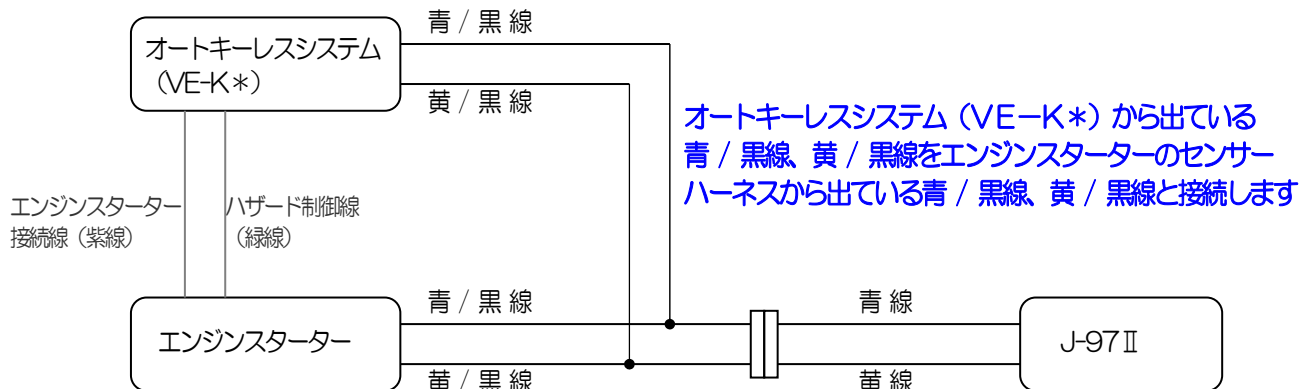 オートキーレスシステム
（VE-K＊）
青 / 黒 線
黄 / 黒 線
オートキーレスシステム（VE－K＊）から出ている
青 / 黒線、黄 / 黒線をエンジンスターターのセンサー
ハーネスから出ている青 / 黒線、黄 / 黒線と接続します
エンジンスターター
接続線（紫線）
ハザード制御線
（緑線）
エンジンスターター
青 / 黒 線
黄 / 黒 線
青 線
黄 線
J-97Ⅱ